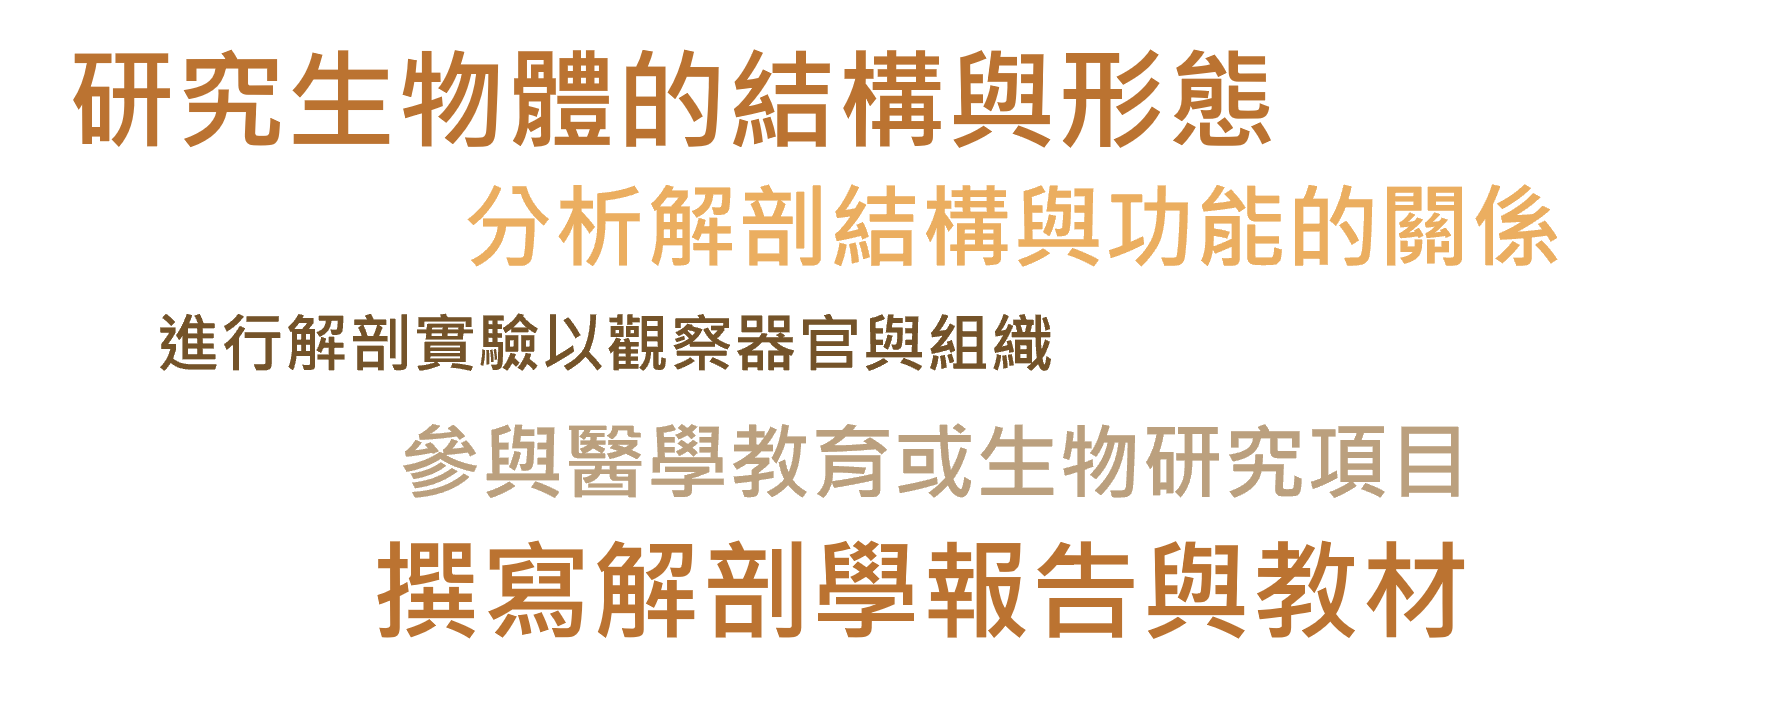 研究生物體的結構與形態
分析解剖結構與功能的關係
進行解剖實驗以觀察器官與組織
參與醫學教育或生物研究項目
撰寫解剖學報告與教材